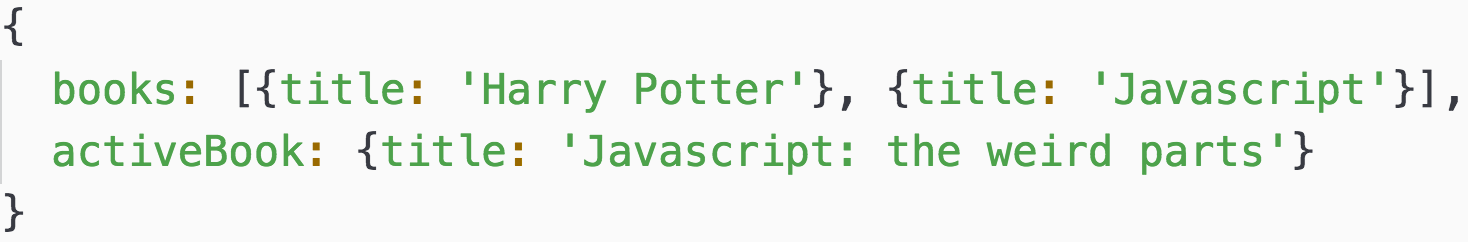 {
  books: [{title: 'Harry Potter'}, {title: 'Javascript'}],
  activeBook: {title: 'Javascript: the weird parts'}
}